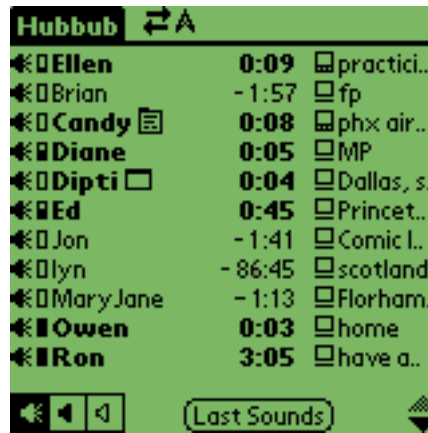 Hubbub A
Ellen 0:09 practici..
Brian -1:57 fp
Candy 0:08 phx air..
Diane 0:05 MP
Dipti 0:04 Dallas, s.
Ed 0:45 Princet..
Jon -1:41 Comic l..
lyn -86:45 scotland
MaryJane -1:13 Florham.
Owen 0:03 home
Ron 3:05 have a..
Last Sounds